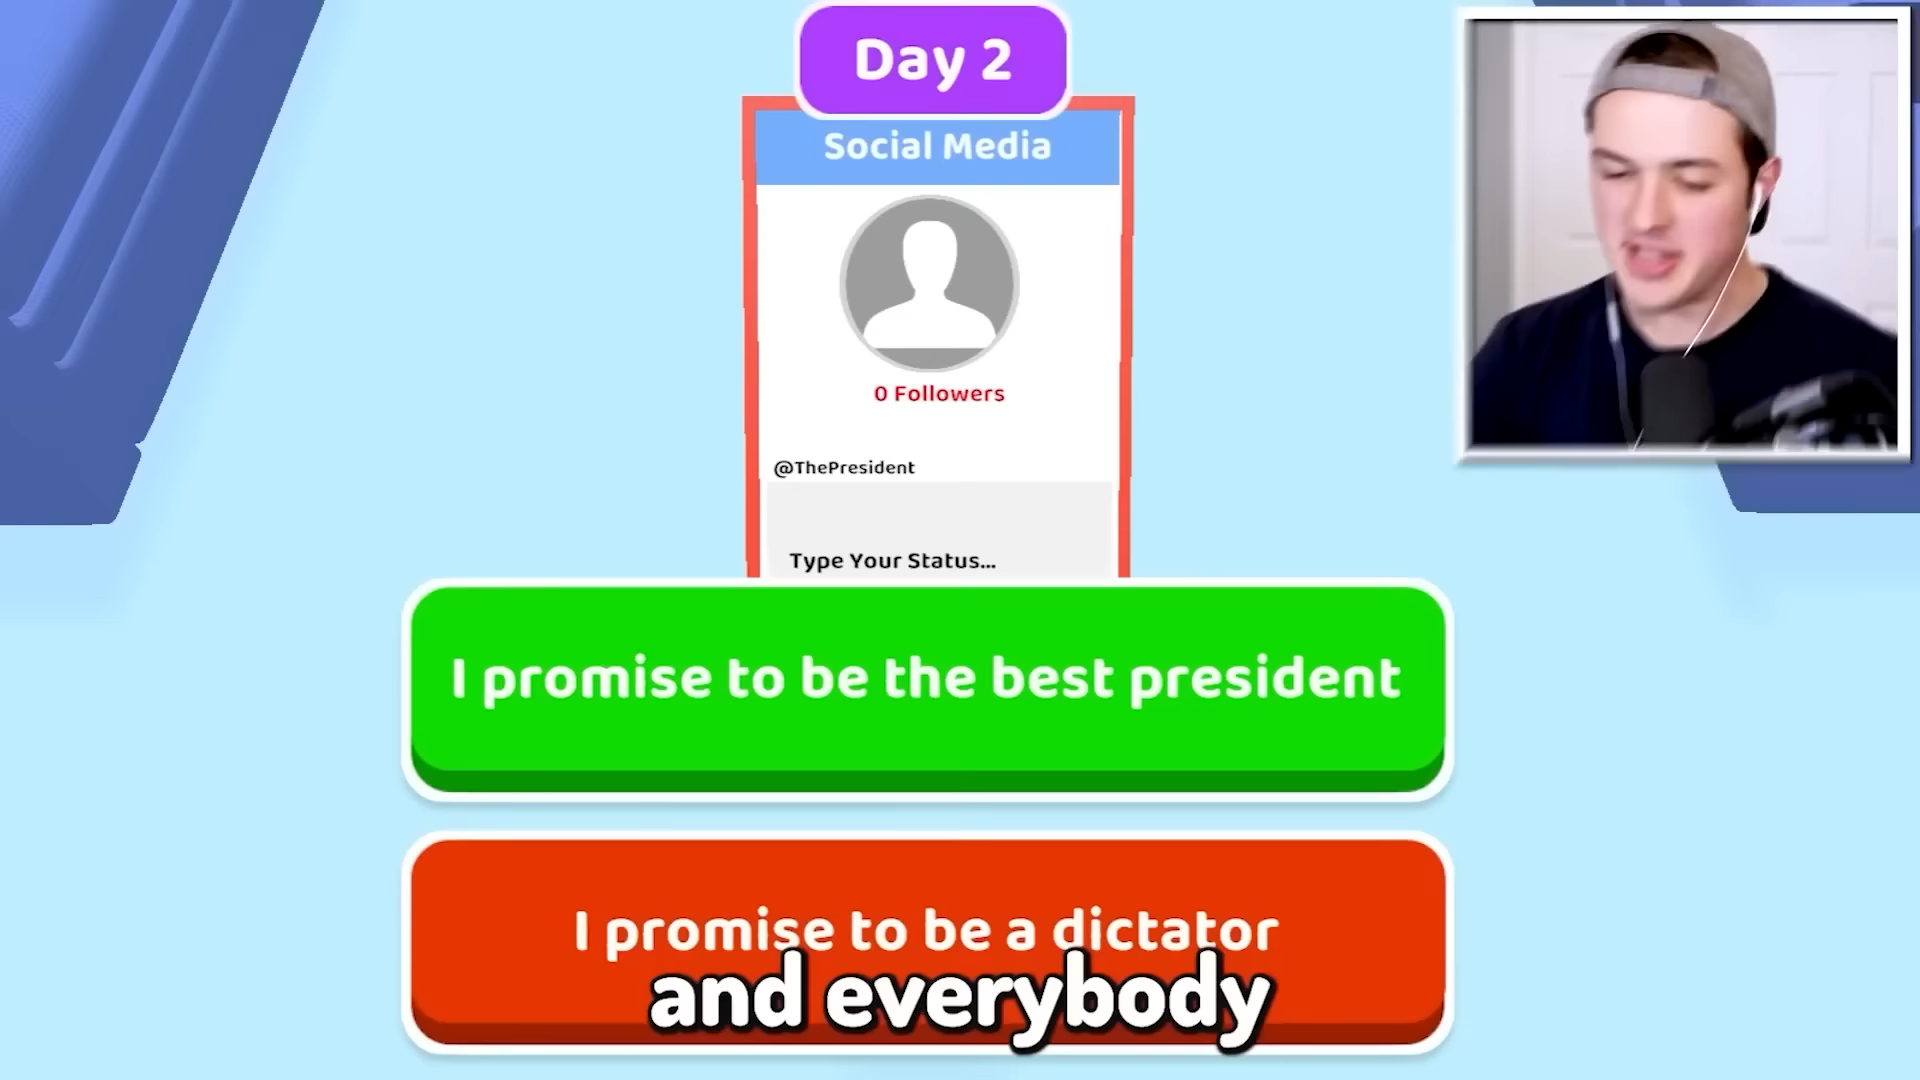 Day 2
Social Media
0 Followers
@ThePresident
Type Your Status...
I promise to be the best president
I promise to be a dictator
and everybody